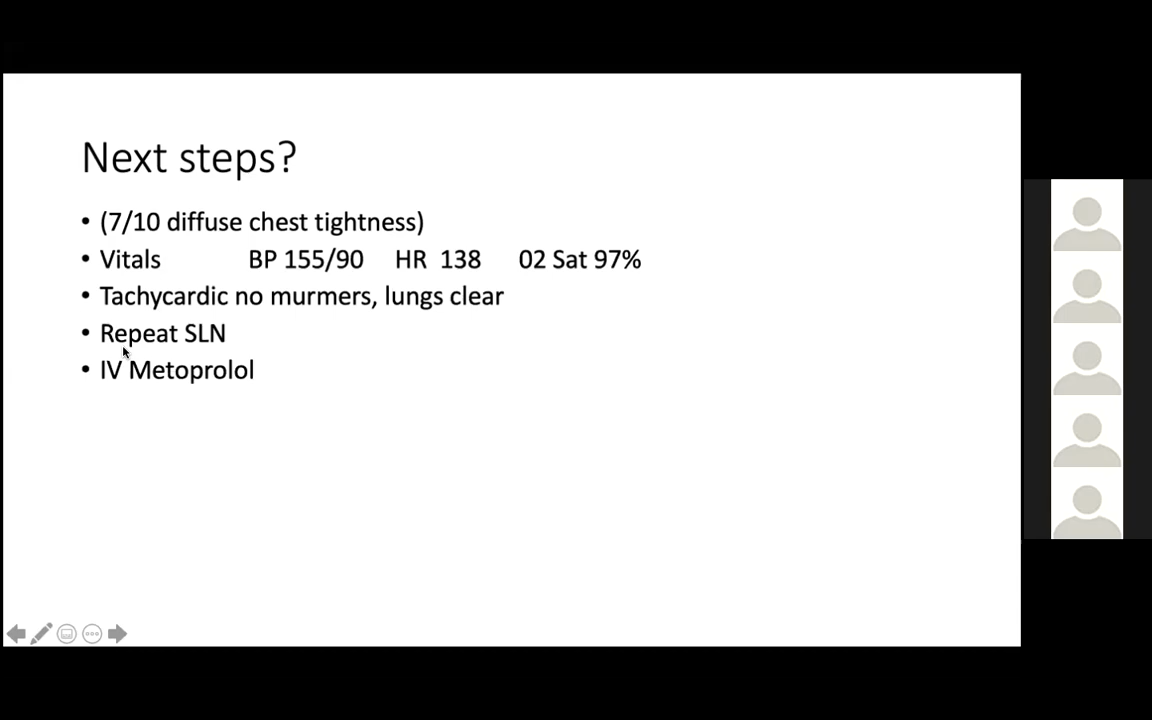 Next steps?
• (7/10 diffuse chest tightness)
• Vitals BP 155/90 HR 138 02 Sat 97%
• Tachycardic no murmers, lungs clear
• Repeat SLN
• IV Metoprolol